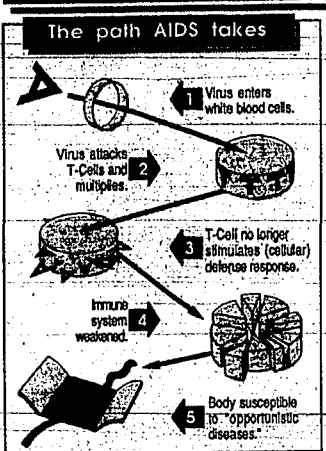 The path AIDS takes
1 Virus enters
white blood cells.
Virus attacks
T-Cells and
multiplies.
2
3 T-Cell no longer
stimulates (cellular)
defense response.
Immune
system
weakened.
4
5 Body susceptible
to "opportunistic
diseases."